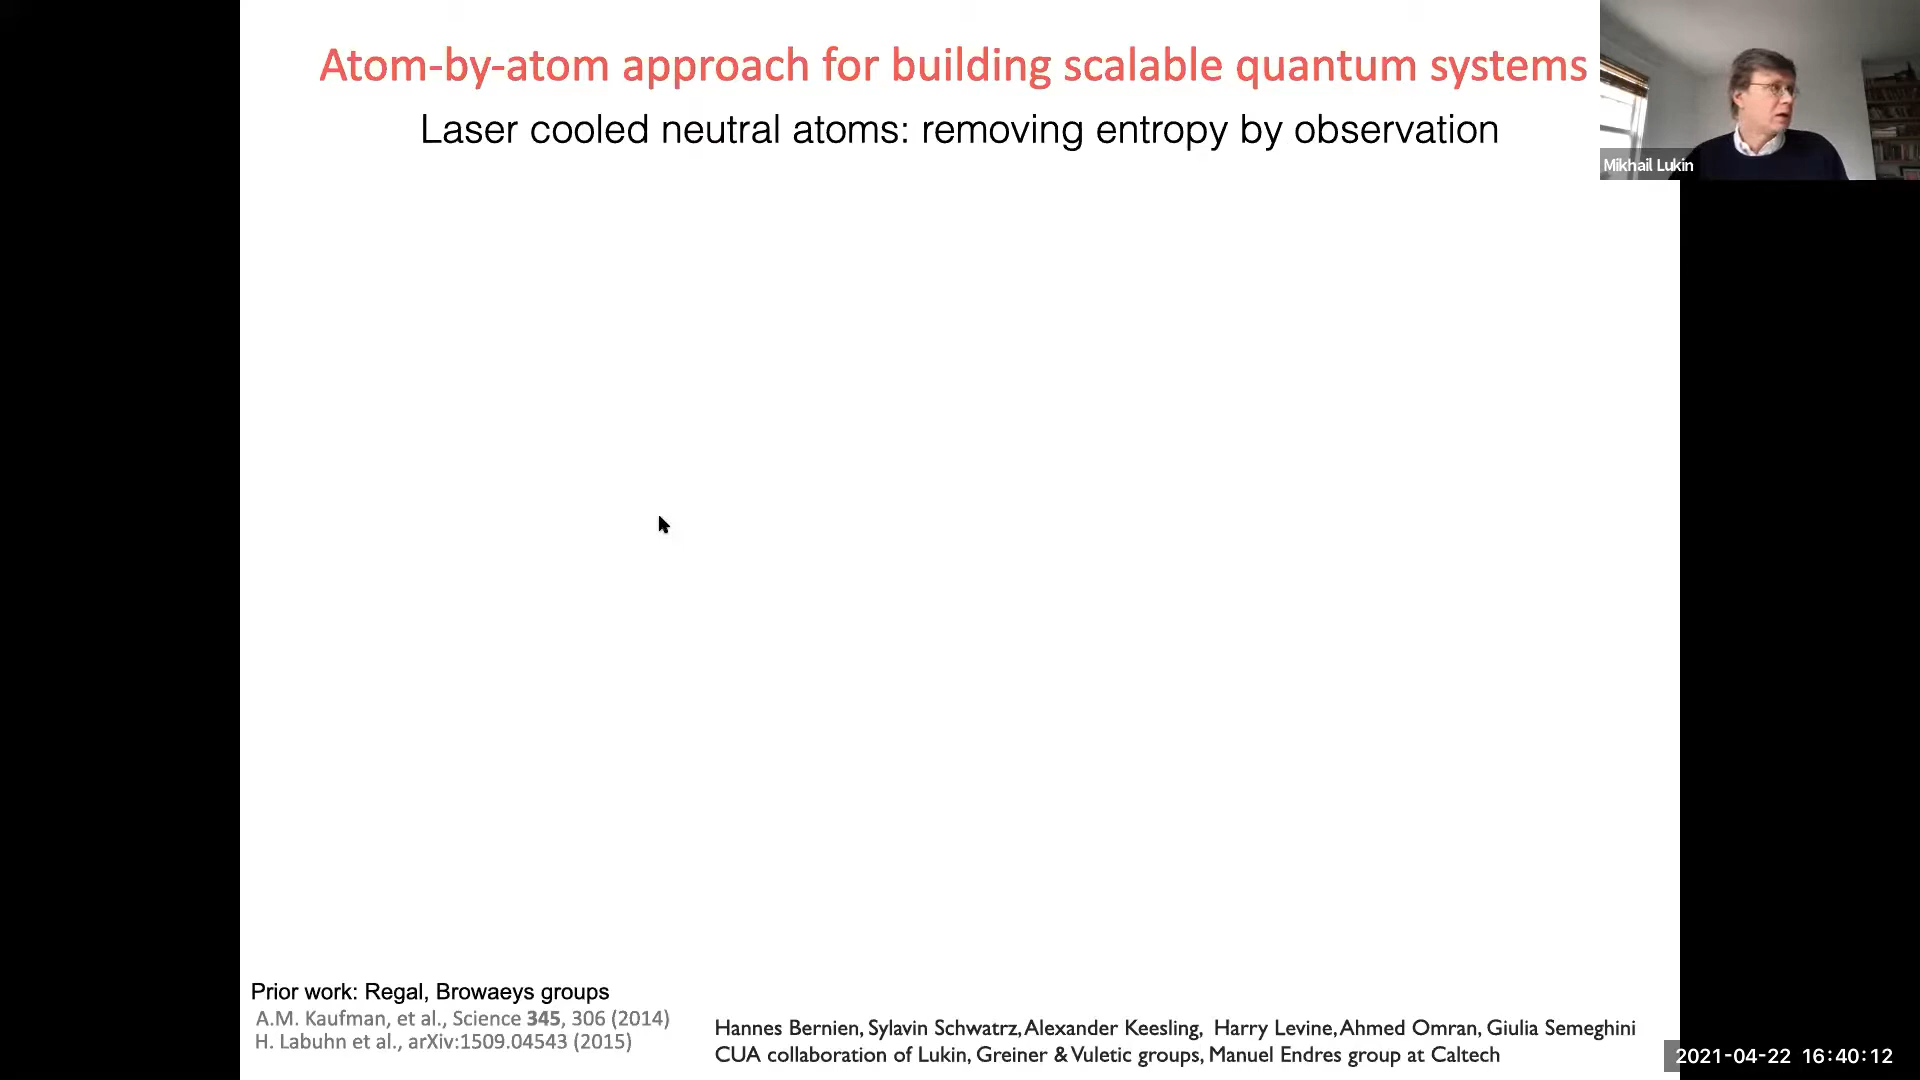 Atom-by-atom approach for building scalable quantum systems
Laser cooled neutral atoms: removing entropy by observation
Mikhail Lukin
Prior work: Regal, Browaeys groups
A.M. Kaufman, et al., Science 345, 306 (2014)
H. Labuhn et al., arXiv:1509.04543 (2015)
Hannes Bernien, Sylavin Schwatrz, Alexander Keesling, Harry Levine, Ahmed Omran, Giulia Semeghini
CUA collaboration of Lukin, Greiner & Vuletic groups, Manuel Endres group at Caltech
2021-04-22 16:40:12